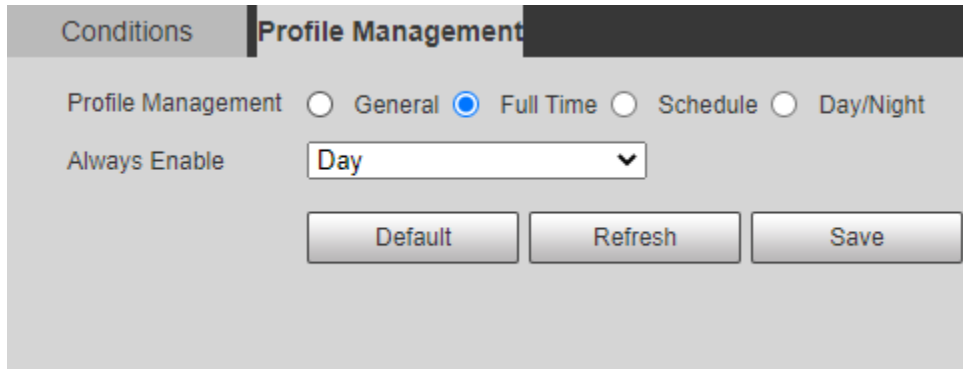 Conditions Profile Management
Profile Management General Full Time Schedule Day/Night
Always Enable Day
Default Refresh Save